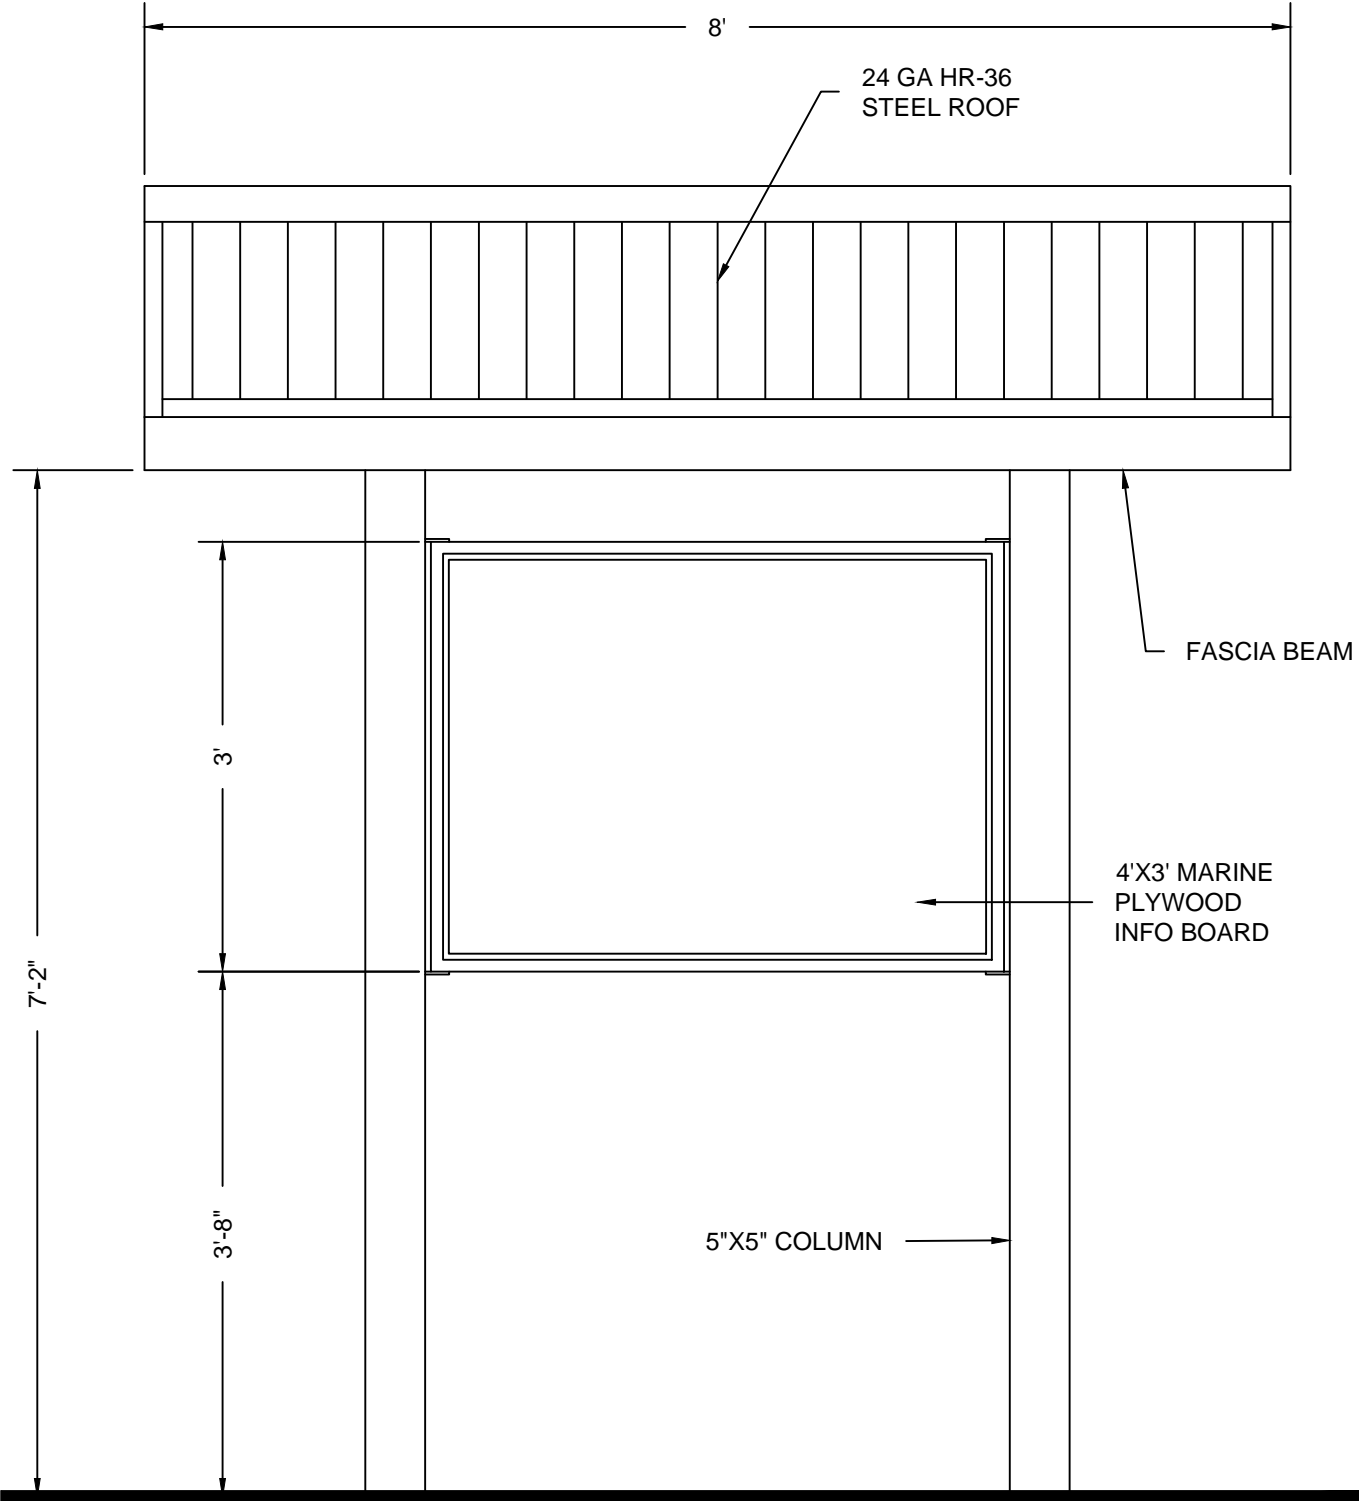 8'
24 GA HR-36
STEEL ROOF
FASCIA BEAM
3'
4'X3' MARINE
PLYWOOD
INFO BOARD
7'-2"
3'-8"
5"X5" COLUMN